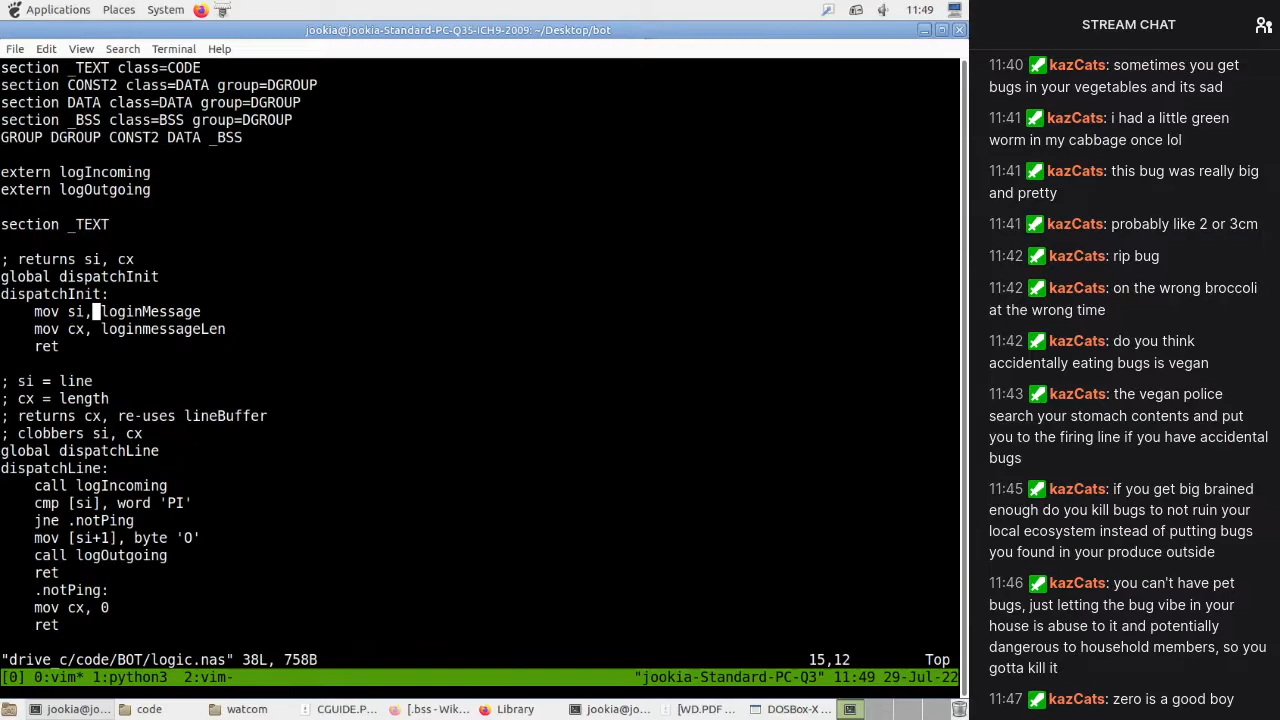 Applications Places System 11:49
jookia@jookia-Standard-PC-Q35-ICH9-2009: ~/Desktop/bot
File Edit View Search Terminal Help
section _TEXT class=CODE
section CONST2 class=DATA group=DGROUP
section DATA class=DATA group=DGROUP
section _BSS class=BSS group=DGROUP
GROUP DGROUP CONST2 DATA _BSS
extern logIncoming
extern logOutgoing
section _TEXT
; returns si, cx
global dispatchInit
dispatchInit:
mov si, loginMessage
mov cx, loginmessageLen
ret
; si = line
; cx = length
; returns cx, re-uses lineBuffer
; clobbers si, cx
global dispatchLine
dispatchLine:
call logIncoming
cmp [si], word 'PI'
jne .notPing
mov [si+1], byte 'O'
call logOutgoing
ret
.notPing:
mov cx, 0
ret
"drive_c/code/BOT/logic.nas" 38L, 758B 15,12 Top
[0] 0:vim* 1:python3 2:vim- "jookia-Standard-PC-Q3" 11:49 29-Jul-22
jookia@jo... code watcom CGUIDE.P... [.bss - Wik... Library jookia@jo... [WD.PDF ... DOSBox-X ...
STREAM CHAT
11:40 kazCats: sometimes you get
bugs in your vegetables and its sad
11:41 kazCats: i had a little green
worm in my cabbage once lol
11:41 kazCats: this bug was really big
and pretty
11:41 kazCats: probably like 2 or 3cm
11:42 kazCats: rip bug
11:42 kazCats: on the wrong broccoli
at the wrong time
11:42 kazCats: do you think
accidentally eating bugs is vegan
11:43 kazCats: the vegan police
search your stomach contents and put
you to the firing line if you have accidental
bugs
11:45 kazCats: if you get big brained
enough do you kill bugs to not ruin your
local ecosystem instead of putting bugs
you found in your produce outside
11:46 kazCats: you can't have pet
bugs, just letting the bug vibe in your
house is abuse to it and potentially
dangerous to household members, so you
gotta kill it
11:47 kazCats: zero is a good boy